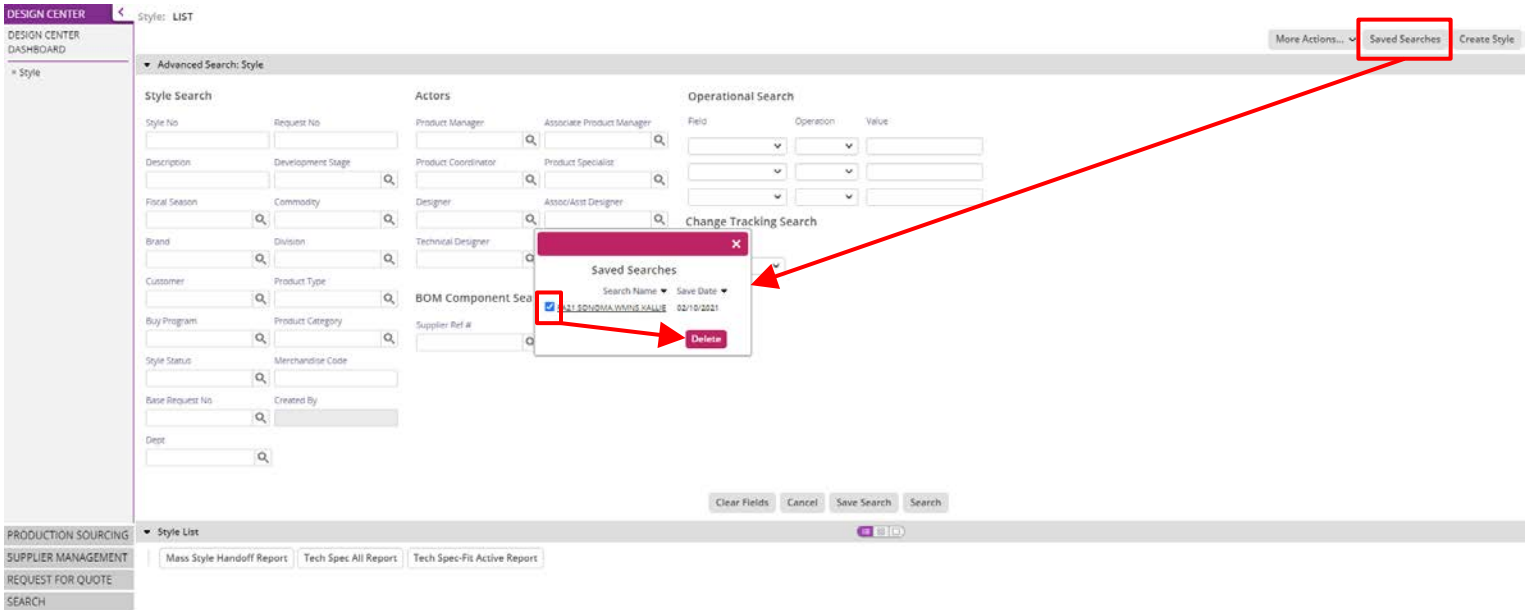 DESIGN CENTER
Style: LIST
DESIGN CENTER
DASHBOARD
Style
More Actions...
Saved Searches
Create Style
Advanced Search: Style
Style Search
Actors
Operational Search
Style No
Request No
Product Manager
Associate Product Manager
Field
Operation
Value
Description
Development Stage
Product Coordinator
Product Specialist
Fiscal Season
Commodity
Designer
Assoc/Asst Designer
Change Tracking Search
Brand
Division
Technical Designer
Customer
Product Type
BOM Component Sea
Buy Program
Product Category
Supplier Ref #
Style Status
Merchandise Code
Base Request No
Created By
Dept
Saved Searches
Search Name
Save Date
SONOMA WMNS KALLIE
02/10/2021
Delete
Clear Fields
Cancel
Save Search
Search
PRODUCTION SOURCING
Style List
SUPPLIER MANAGEMENT
Mass Style Handoff Report
Tech Spec All Report
Tech Spec-Fit Active Report
REQUEST FOR QUOTE
SEARCH